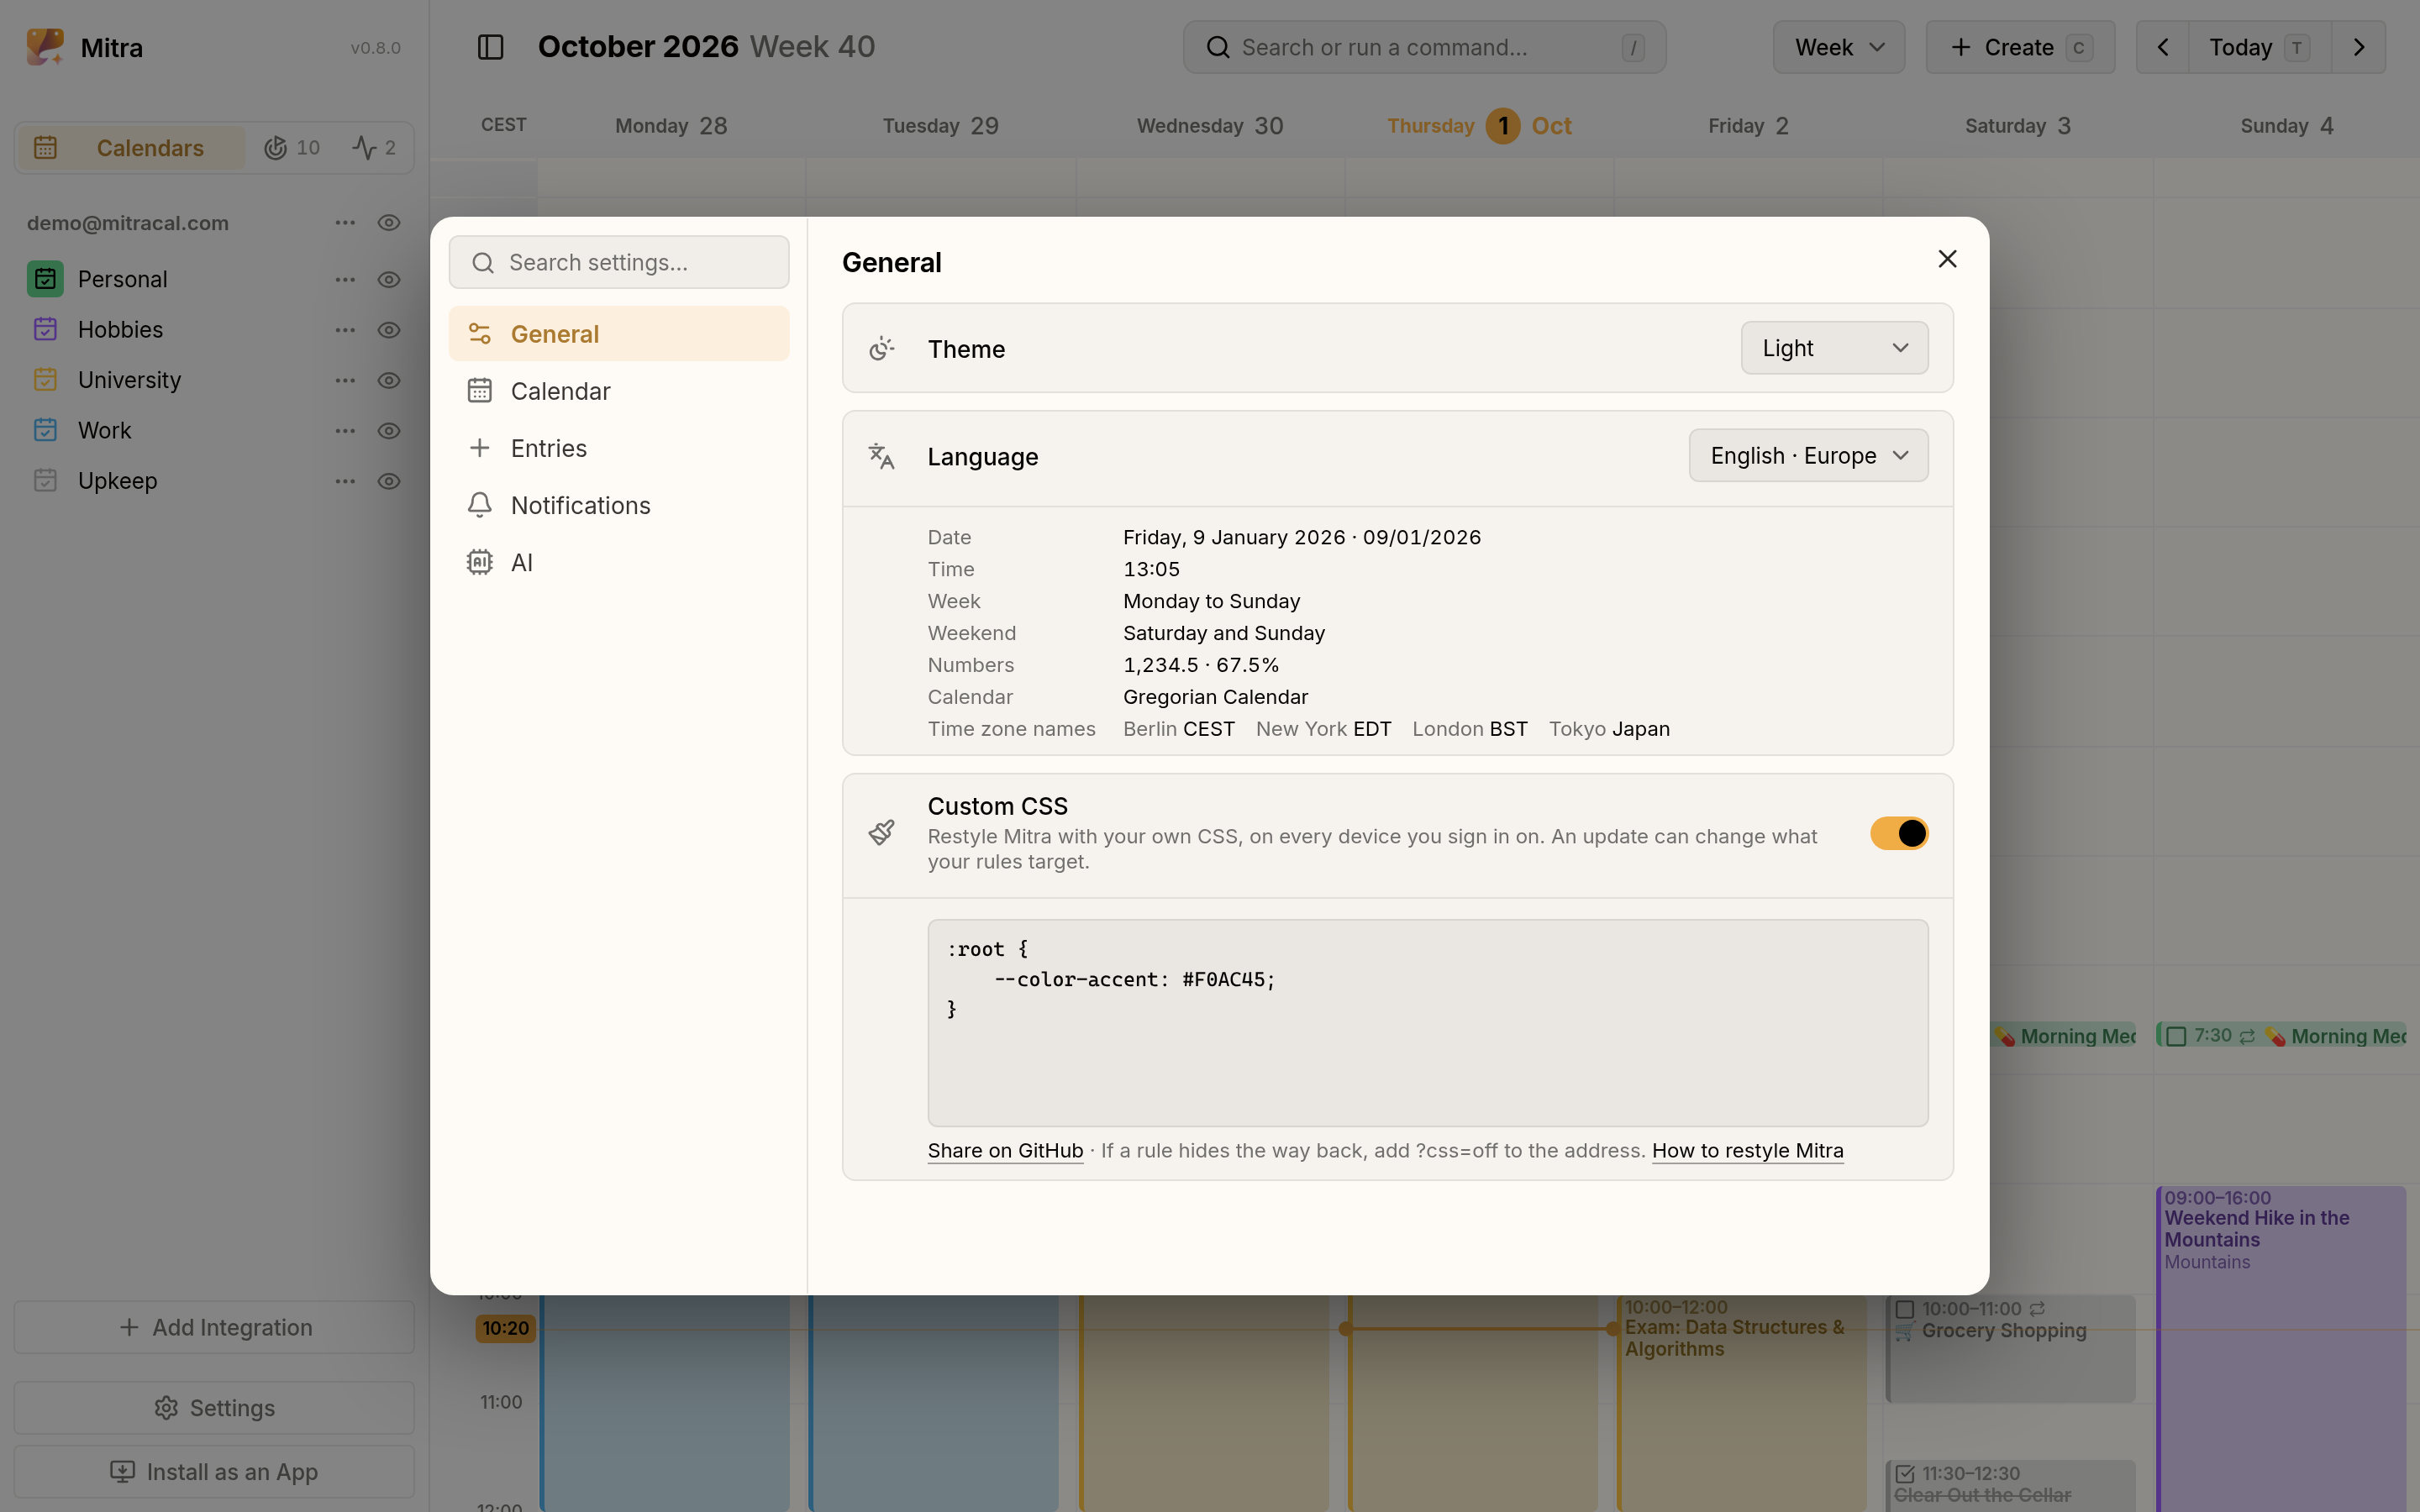 Mitra
v0.8.0
October 2026 Week 40
Search or run a command...
/
Week
Create C
Today T
Calendars
10
2
CEST
Monday 28
Tuesday 29
Wednesday 30
Thursday 1 Oct
Friday 2
Saturday 3
Sunday 4
demo@mitracal.com
Personal
Hobbies
University
Work
Upkeep
Add Integration
Settings
Install as an App
Search settings...
General
Calendar
Entries
Notifications
AI
General
Theme
Light
Language
English · Europe
Date Friday, 9 January 2026 · 09/01/2026
Time 13:05
Week Monday to Sunday
Weekend Saturday and Sunday
Numbers 1,234.5 · 67.5%
Calendar Gregorian Calendar
Time zone names Berlin CEST New York EDT London BST Tokyo Japan
Custom CSS
Restyle Mitra with your own CSS, on every device you sign in on. An update can change what
your rules target.
:root {
    --color-accent: #F0AC45;
}
Share on GitHub · If a rule hides the way back, add ?css=off to the address. How to restyle Mitra
💊 Morning Med
7:30 💊 Morning Med
09:00–16:00
Weekend Hike in the
Mountains
Mountains
10:20
11:00
12:00
10:00–12:00
Exam: Data Structures &
Algorithms
10:00–11:00
🛒 Grocery Shopping
11:30–12:30
Clear Out the Cellar